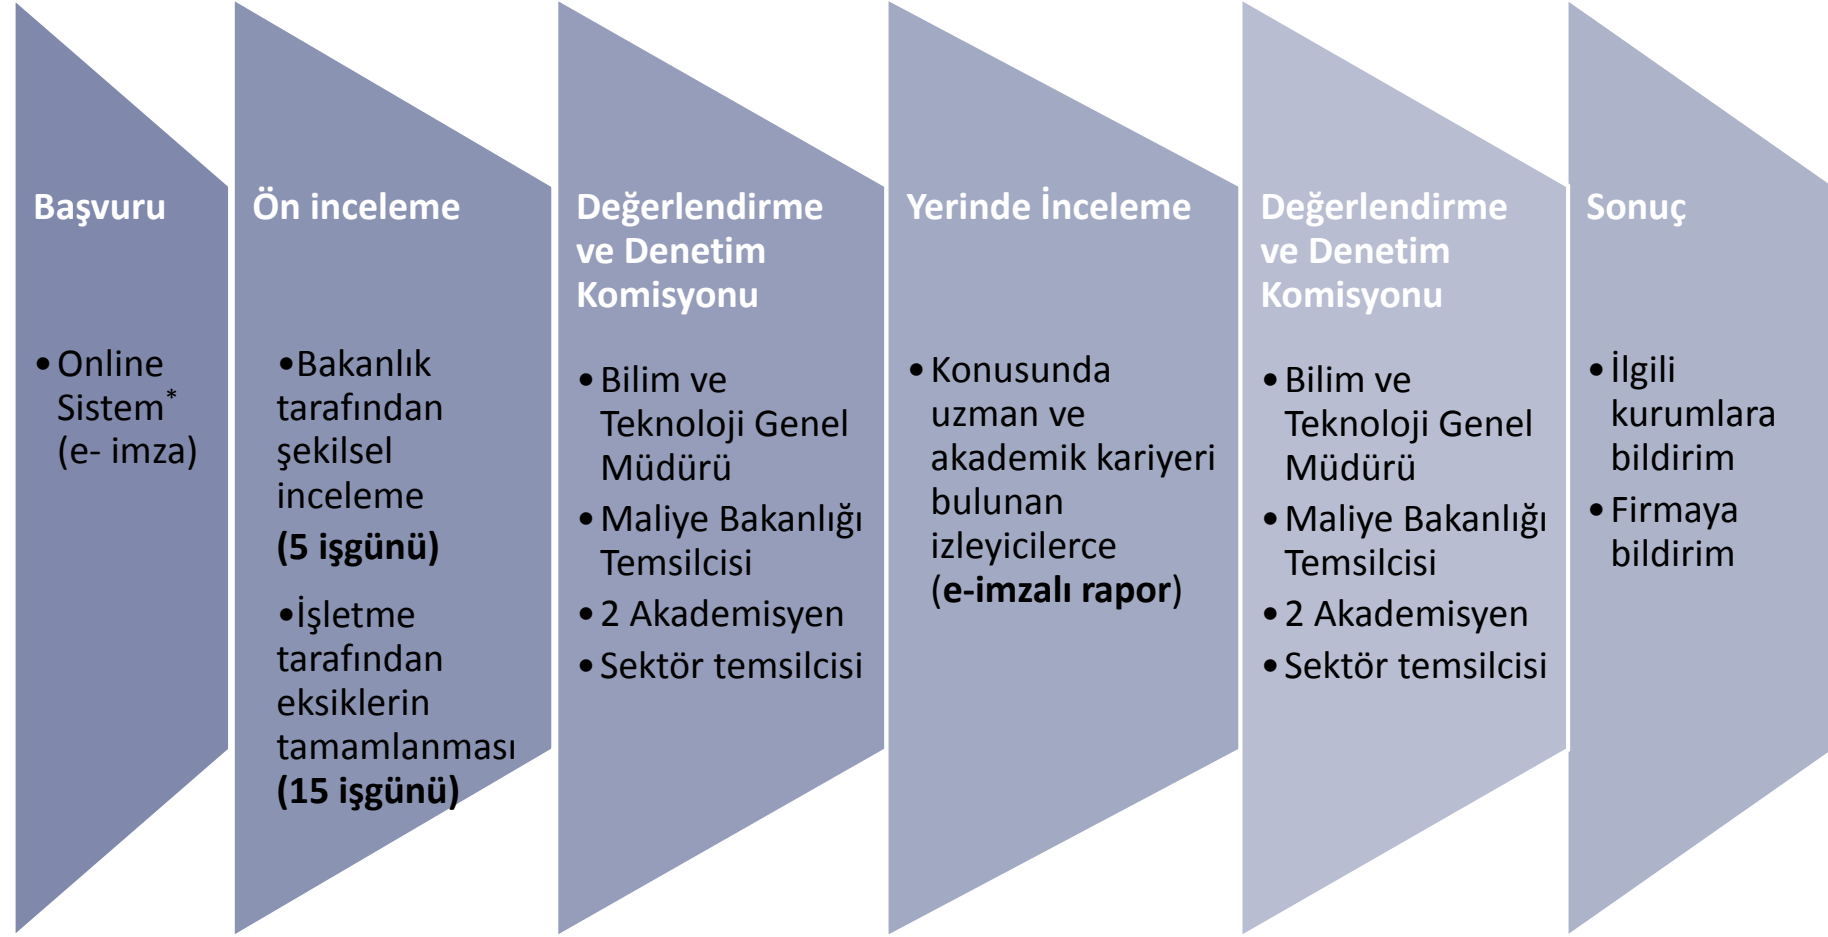 Başvuru
•Online
Sistem*
(e- imza)
Ön inceleme
•Bakanlık
tarafından
şekilsel
inceleme
(5 işgünü)
•İşletme
tarafından
eksiklerin
tamamlanması
(15 işgünü)
Değerlendirme
ve Denetim
Komisyonu
•Bilim ve
Teknoloji Genel
Müdürü
•Maliye Bakanlığı
Temsilcisi
•2 Akademisyen
•Sektör temsilcisi
Yerinde İnceleme
•Konusunda
uzman ve
akademik kariyeri
bulunan
izleyicilerce
(e-imzalı rapor)
Değerlendirme
ve Denetim
Komisyonu
•Bilim ve
Teknoloji Genel
Müdürü
•Maliye Bakanlığı
Temsilcisi
•2 Akademisyen
•Sektör temsilcisi
Sonuç
•İlgili
kurumlara
bildirim
•Firmaya
bildirim